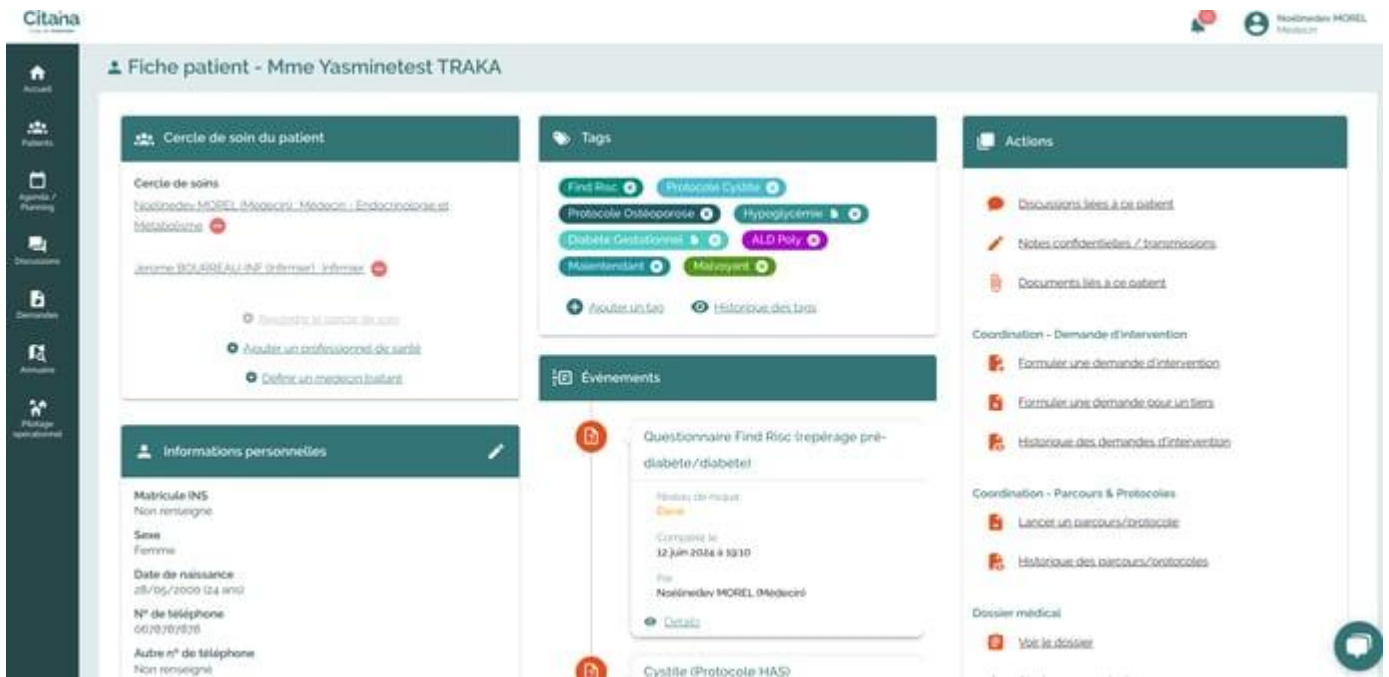 Citana
Noëlinedev MOREL
Médecin
Accueil
Patients
Agenda /
Planning
Discussions
Demandes
Annuaire
Pilotage
opérationnel
Fiche patient - Mme Yasminetest TRAKA
Cercle de soin du patient
Cercle de soins
Noëlinedev MOREL (Médecin) : Médecin - Endocrinologie et
Métabolisme
Jerome BOURREAU-INF (Infirmier) : Infirmier
Rejoindre le cercle de soin
Ajouter un professionnel de santé
Définir un médecin traitant
Informations personnelles
Matricule INS
Non renseigné
Sexe
Femme
Date de naissance
28/05/2000 (24 ans)
N° de téléphone
0678787878
Autre n° de téléphone
Non renseigné
Tags
Find Risc
Protocole Cystite
Protocole Ostéoporose
Hypoglycémie
Diabète Gestationnel
ALD Poly
Malentendant
Malvoyant
Ajouter un tag
Historique des tags
Évènements
Questionnaire Find Risc (repérage pré-
diabète/diabète)
Niveau de risque
Élevé
Complété le
12 juin 2024 à 19:10
Par
Noëlinedev MOREL (Médecin)
Détails
Cystite (Protocole HAS)
Actions
Discussions liées à ce patient
Notes confidentielles / transmissions
Documents liés à ce patient
Coordination - Demande d'intervention
Formuler une demande d'intervention
Formuler une demande pour un tiers
Historique des demandes d'intervention
Coordination - Parcours & Protocoles
Lancer un parcours/protocole
Historique des parcours/protocoles
Dossier médical
Voir le dossier